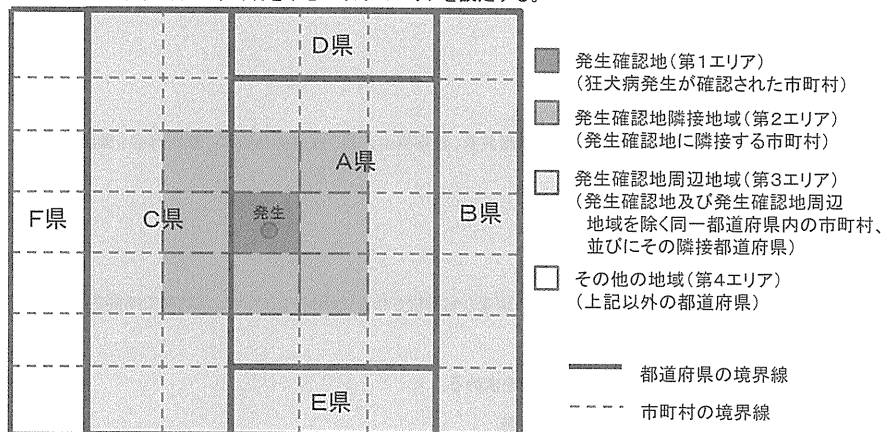 を設定する。
D県
A県
F県
C県
発生
B県
E県
発生確認地(第1エリア)
(狂犬病発生が確認された市町村)
発生確認地隣接地域(第2エリア)
(発生確認地に隣接する市町村)
発生確認地周辺地域(第3エリア)
(発生確認地及び発生確認地周辺
地域を除く同一都道府県内の市町村、
並びにその隣接都道府県)
その他の地域(第4エリア)
(上記以外の都道府県)
都道府県の境界線
市町村の境界線